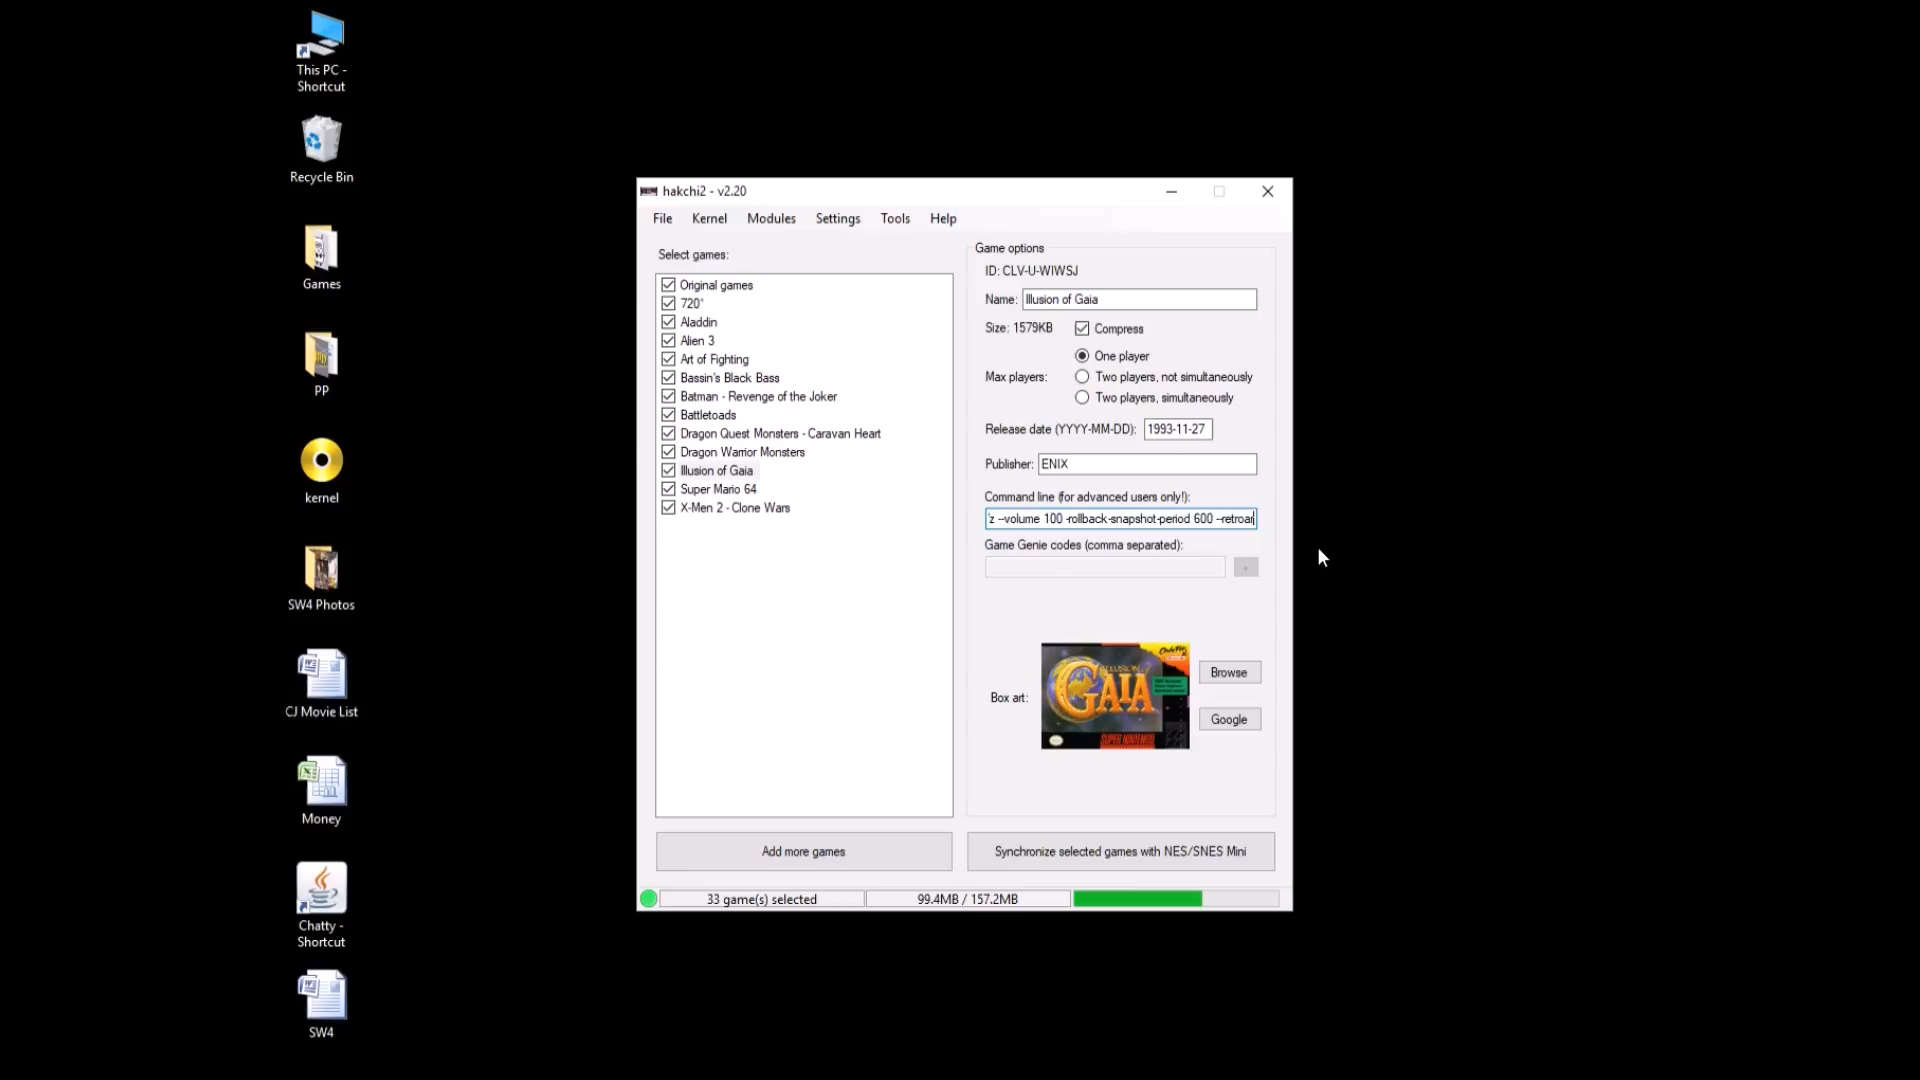 This PC -
Shortcut
Recycle Bin
Games
PP
kernel
SW4 Photos
CJ Movie List
Money
Chatty -
Shortcut
SW4
hakchi2 - v2.20
File Kernel Modules Settings Tools Help
Select games:
Original games
720°
Aladdin
Alien 3
Art of Fighting
Bassin's Black Bass
Batman - Revenge of the Joker
Battletoads
Dragon Quest Monsters - Caravan Heart
Dragon Warrior Monsters
Illusion of Gaia
Super Mario 64
X-Men 2 - Clone Wars
Add more games
Game options
ID: CLV-U-WIWSJ
Name: Illusion of Gaia
Size: 1579KB Compress
Max players:
One player
Two players, not simultaneously
Two players, simultaneously
Release date (YYYY-MM-DD): 1993-11-27
Publisher: ENIX
Command line (for advanced users only!):
'z --volume 100 -rollback-snapshot-period 600 --retroar
Game Genie codes (comma separated):
+
Box art:
ILLUSION of
GAIA
SUPER NINTENDO
Browse
Google
Synchronize selected games with NES/SNES Mini
33 game(s) selected 99.4MB / 157.2MB